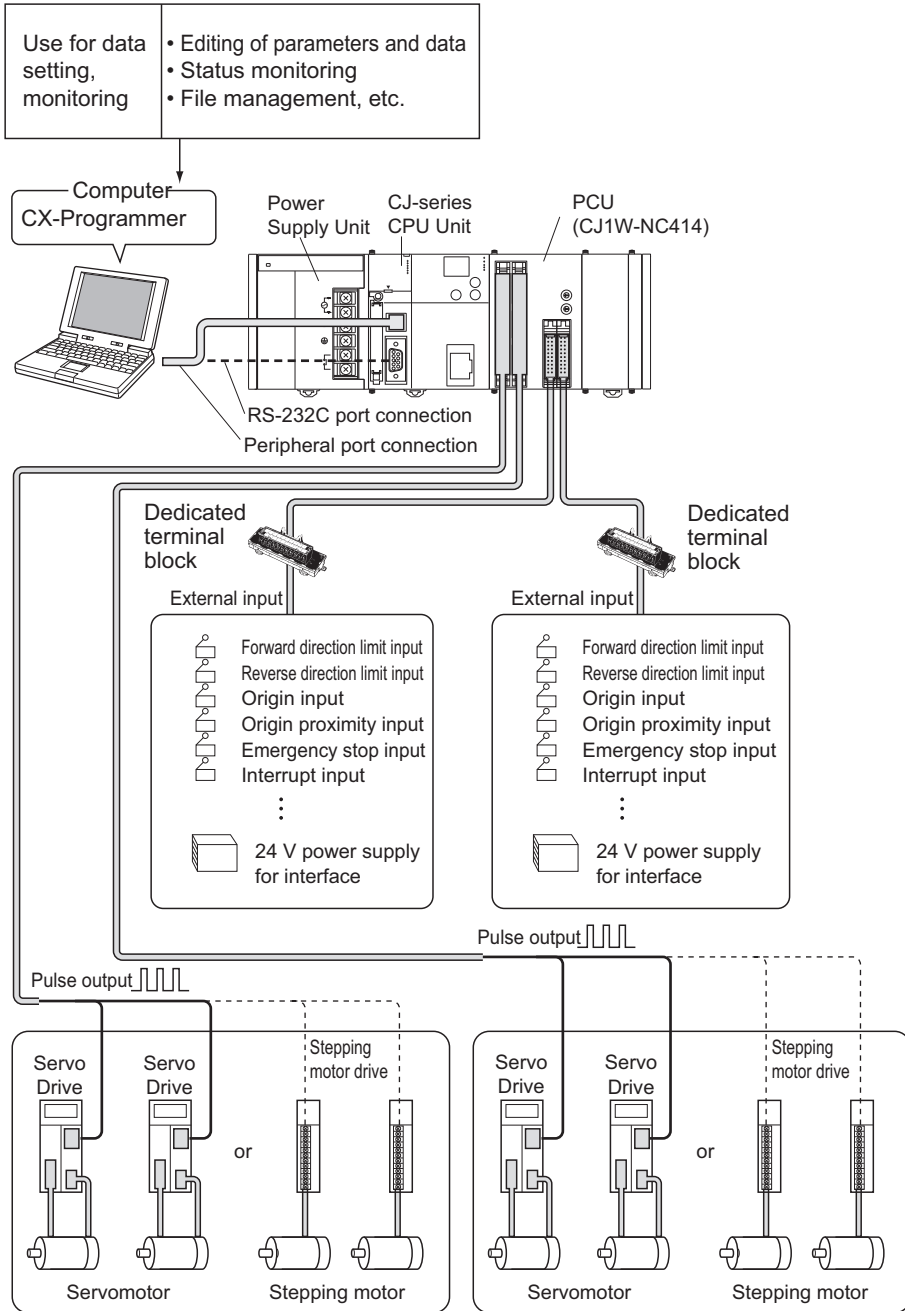 Use for data
setting,
monitoring
• Editing of parameters and data
• Status monitoring
• File management, etc.
Computer
CX-Programmer
Power
Supply Unit
CJ-series
CPU Unit
PCU
(CJ1W-NC414)
RS-232C port connection
Peripheral port connection
Dedicated
terminal
block
Dedicated
terminal
block
External input
External input
Forward direction limit input
Reverse direction limit input
Origin input
Origin proximity input
Emergency stop input
Interrupt input
24 V power supply
for interface
Forward direction limit input
Reverse direction limit input
Origin input
Origin proximity input
Emergency stop input
Interrupt input
24 V power supply
for interface
Pulse output
Pulse output
Servo
Drive
Servo
Drive
or
Stepping
motor drive
Servomotor
Stepping motor
Servo
Drive
Servo
Drive
or
Stepping
motor drive
Servomotor
Stepping motor